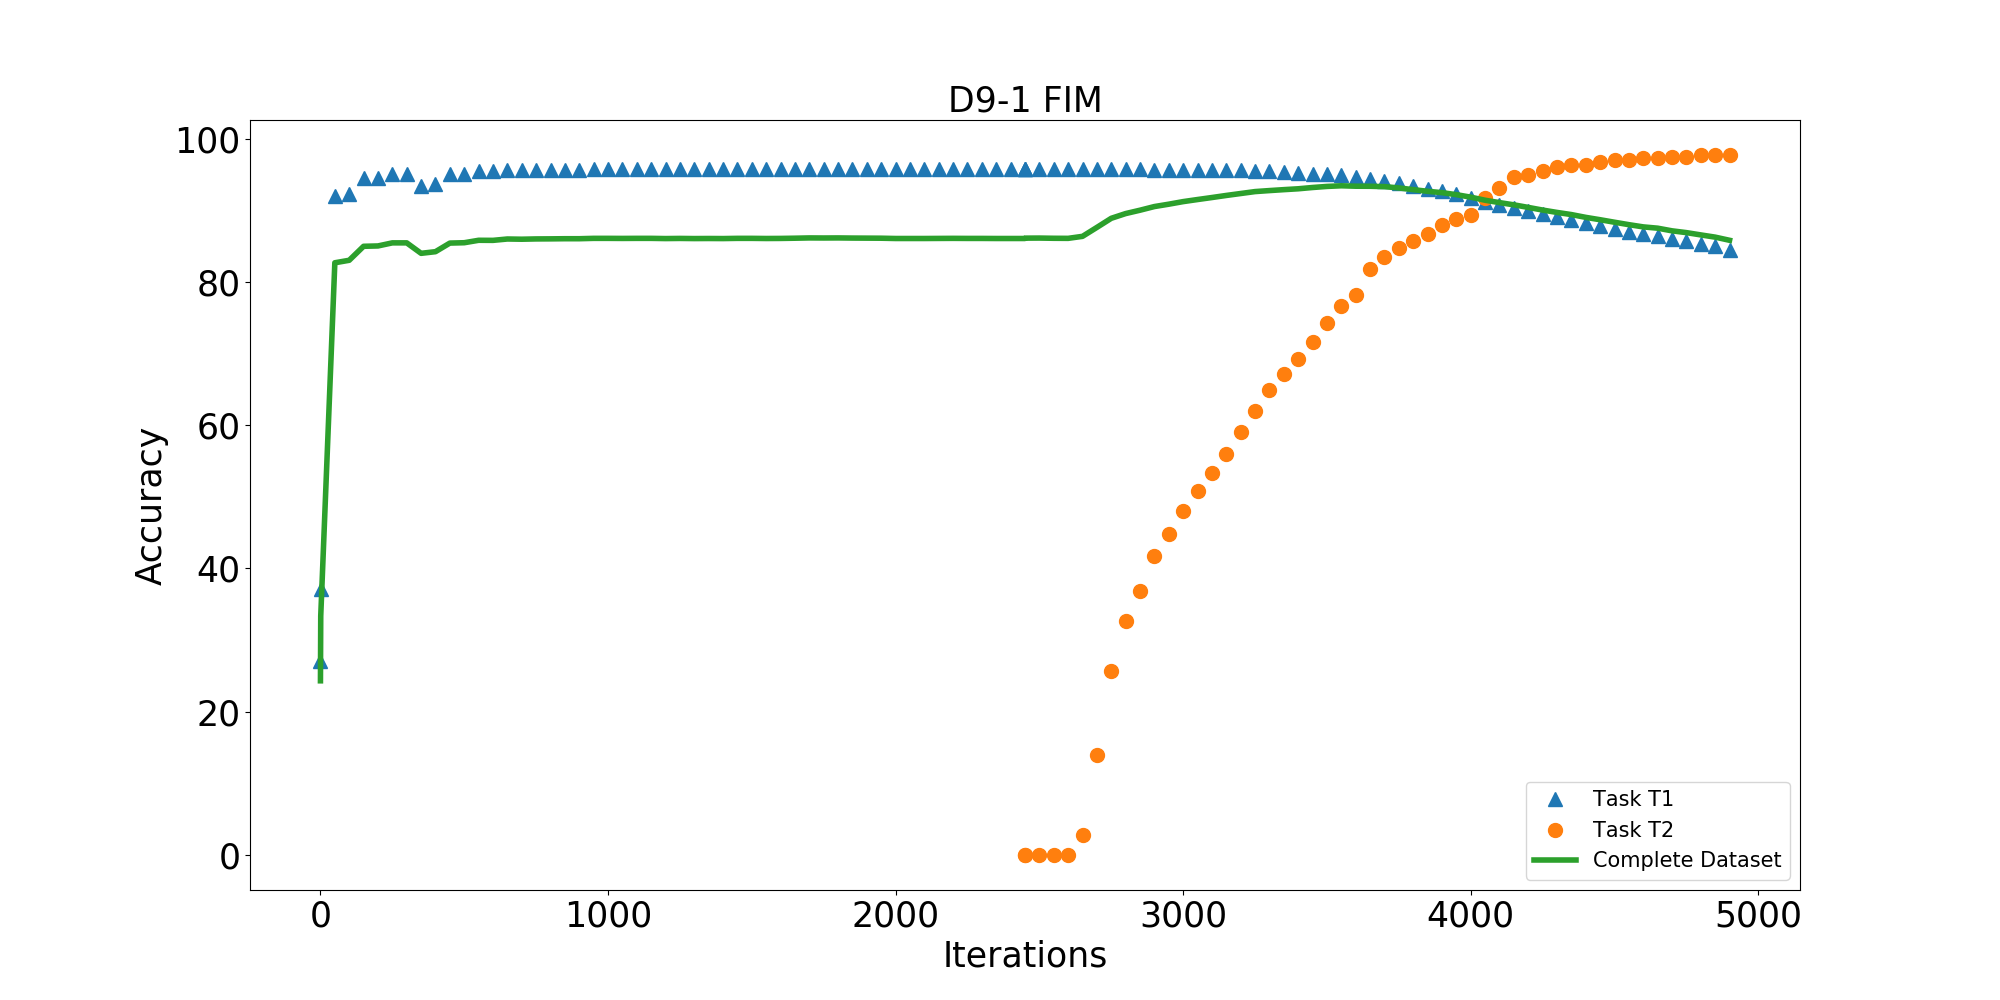 D9-1 FIM
100
80
60
40
20
0
Accuracy
0 1000 2000 3000 4000 5000
Iterations
Task T1
Task T2
Complete Dataset